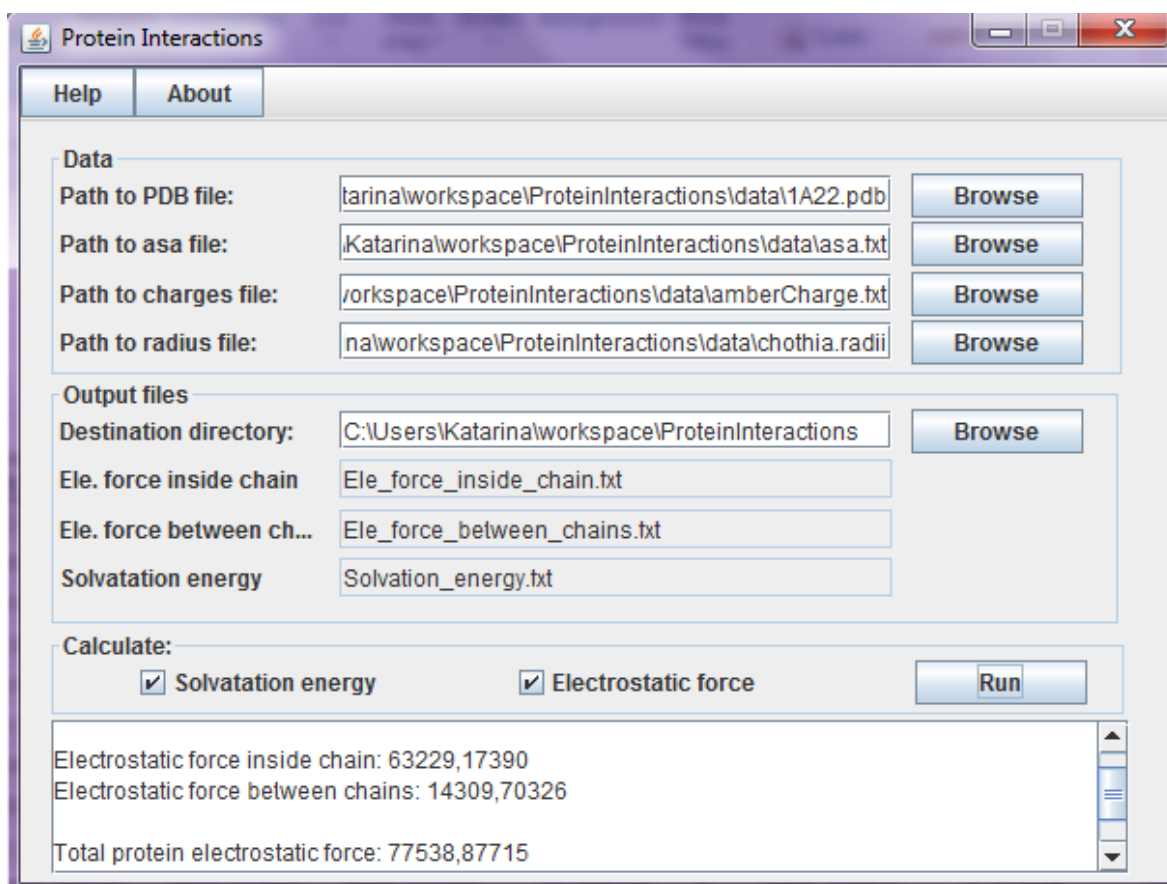 Protein Interactions
Help About
Data
Path to PDB file: tarina\workspace\ProteinInteractions\data\1A22.pdb Browse
Path to asa file: \Katarina\workspace\ProteinInteractions\data\asa.txt Browse
Path to charges file: vorkspace\ProteinInteractions\data\amberCharge.txt Browse
Path to radius file: na\workspace\ProteinInteractions\data\chothia.radii Browse
Output files
Destination directory: C:\Users\Katarina\workspace\ProteinInteractions Browse
Ele. force inside chain Ele_force_inside_chain.txt
Ele. force between ch... Ele_force_between_chains.txt
Solvatation energy Solvation_energy.txt
Calculate:
Solvatation energy Electrostatic force Run
Electrostatic force inside chain: 63229,17390
Electrostatic force between chains: 14309,70326
Total protein electrostatic force: 77538,87715